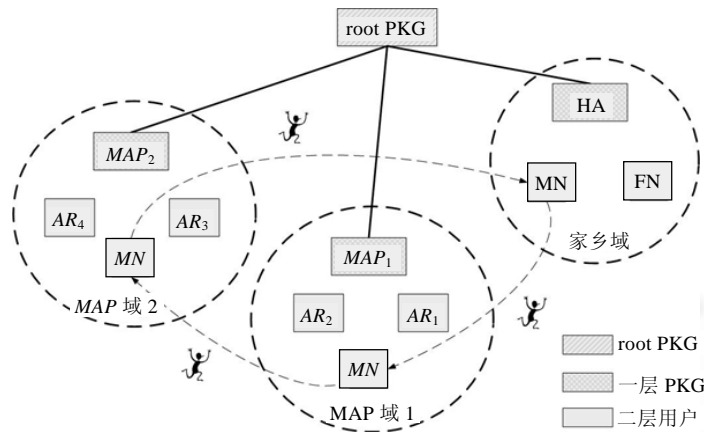 root PKG
HA
MAP₂
MN
FN
AR₄
AR₃
家乡域
MN
MAP₁
MAP 域 2
AR₂
AR₁
root PKG
MN
一层 PKG
MAP 域 1
二层用户